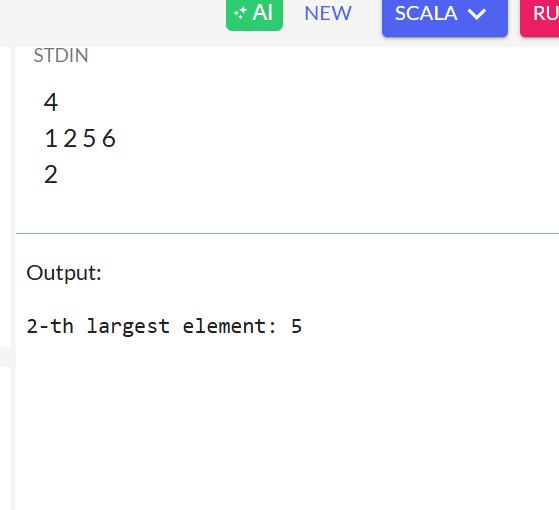 AI NEW SCALA RU
STDIN
4
1 2 5 6
2
Output:
2-th largest element: 5